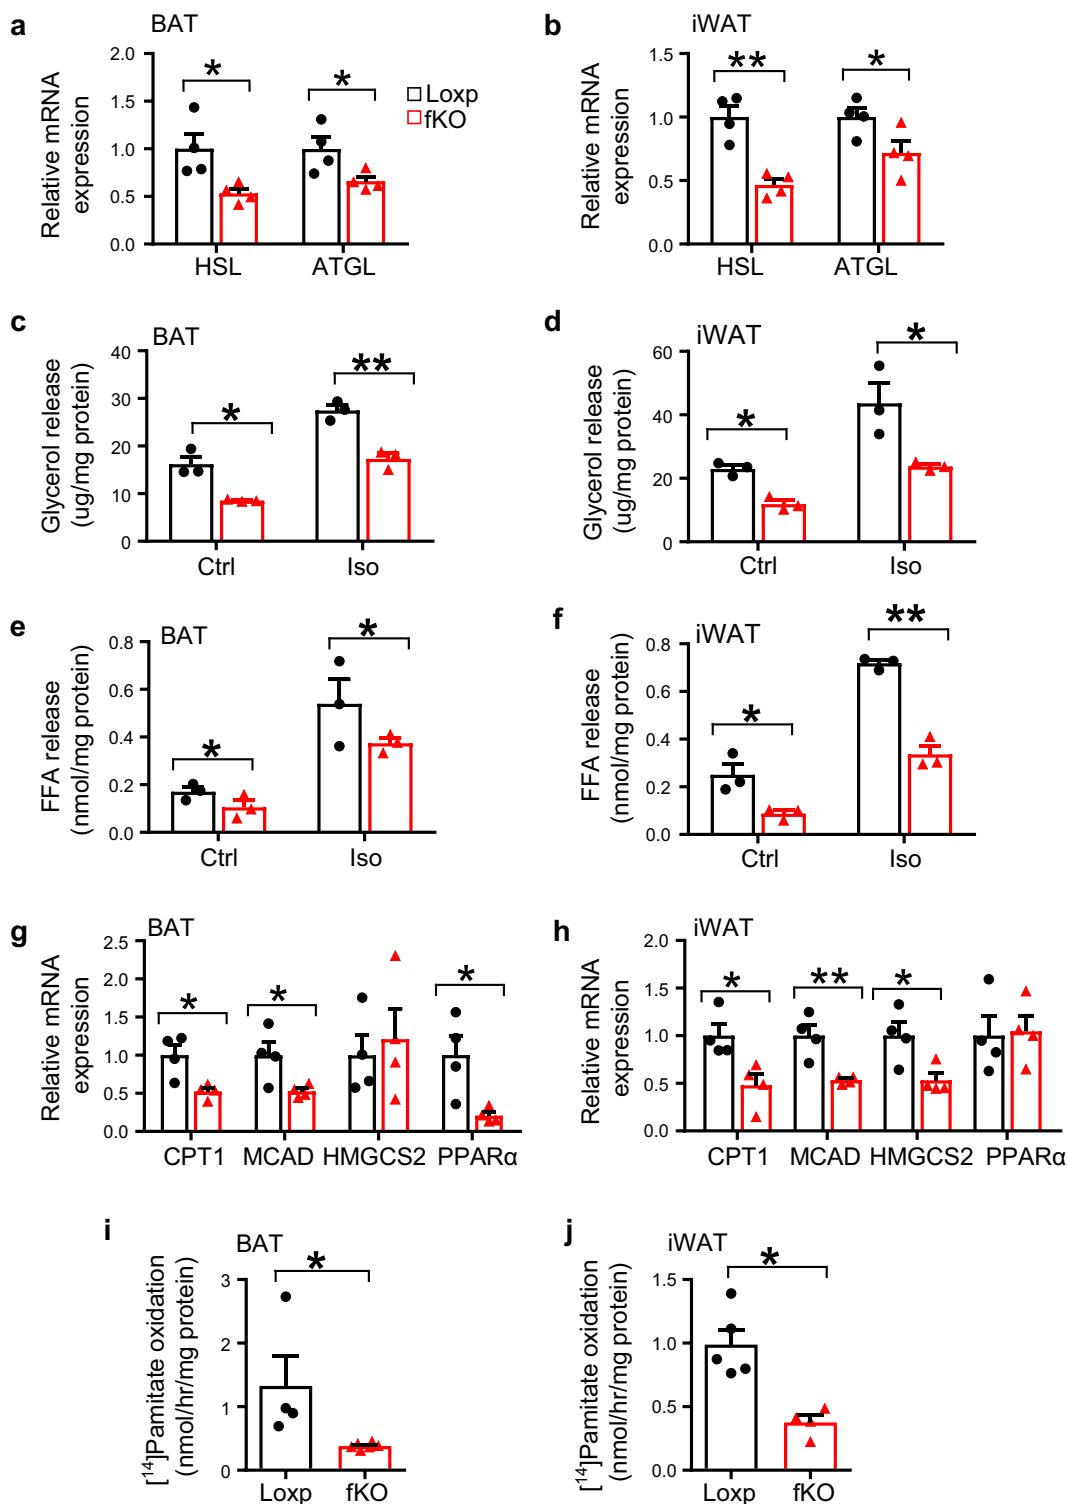 a BAT
Relative mRNA
expression
2.0
1.5
1.0
0.5
0.0
* *
HSL ATGL
Loxp
fKO
b iWAT
Relative mRNA
expression
1.5
1.0
0.5
0.0
** *
HSL ATGL
c BAT
Glycerol release
(ug/mg protein)
40
30
20
10
0
* **
Ctrl Iso
d iWAT
Glycerol release
(ug/mg protein)
60
40
20
0
* *
Ctrl Iso
e BAT
FFA release
(nmol/mg protein)
0.8
0.6
0.4
0.2
0.0
* *
Ctrl Iso
f iWAT
FFA release
(nmol/mg protein)
0.8
0.6
0.4
0.2
0.0
* **
Ctrl Iso
g BAT
Relative mRNA
expression
2.5
2.0
1.5
1.0
0.5
0.0
* * *
CPT1 MCAD HMGCS2 PPARα
h iWAT
Relative mRNA
expression
2.0
1.5
1.0
0.5
0.0
* ** *
CPT1 MCAD HMGCS2 PPARα
i BAT
[¹⁴]Pamitate oxidation
(nmol/hr/mg protein)
3
2
1
0
*
Loxp fKO
j iWAT
[¹⁴]Pamitate oxidation
(nmol/hr/mg protein)
1.5
1.0
0.5
0
*
Loxp fKO